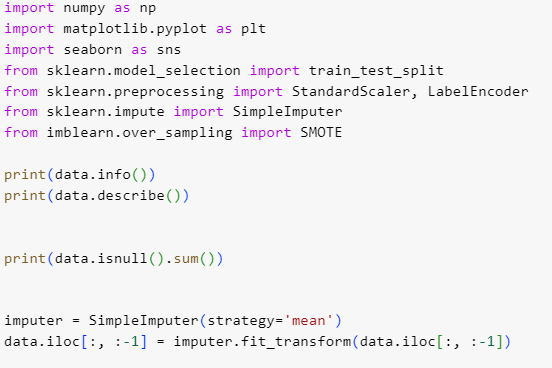 import numpy as np
import matplotlib.pyplot as plt
import seaborn as sns
from sklearn.model_selection import train_test_split
from sklearn.preprocessing import StandardScaler, LabelEncoder
from sklearn.impute import SimpleImputer
from imblearn.over_sampling import SMOTE
print(data.info())
print(data.describe())
print(data.isnull().sum())
imputer = SimpleImputer(strategy='mean')
data.iloc[:, :-1] = imputer.fit_transform(data.iloc[:, :-1])